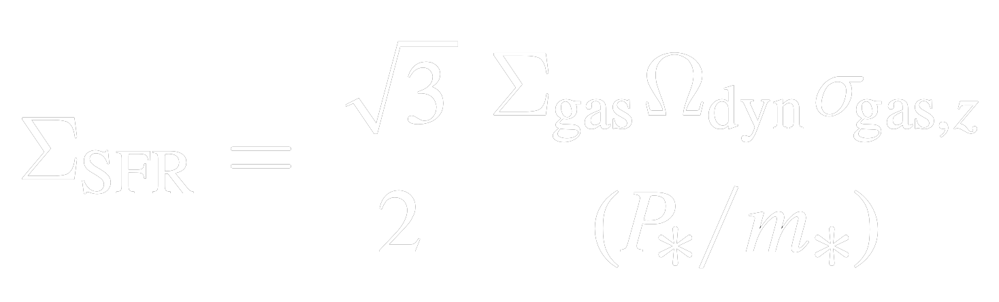 Σ_SFR = √3/2 Σ_gas Ω_dyn σ_gas,z / (P_*/m_*)